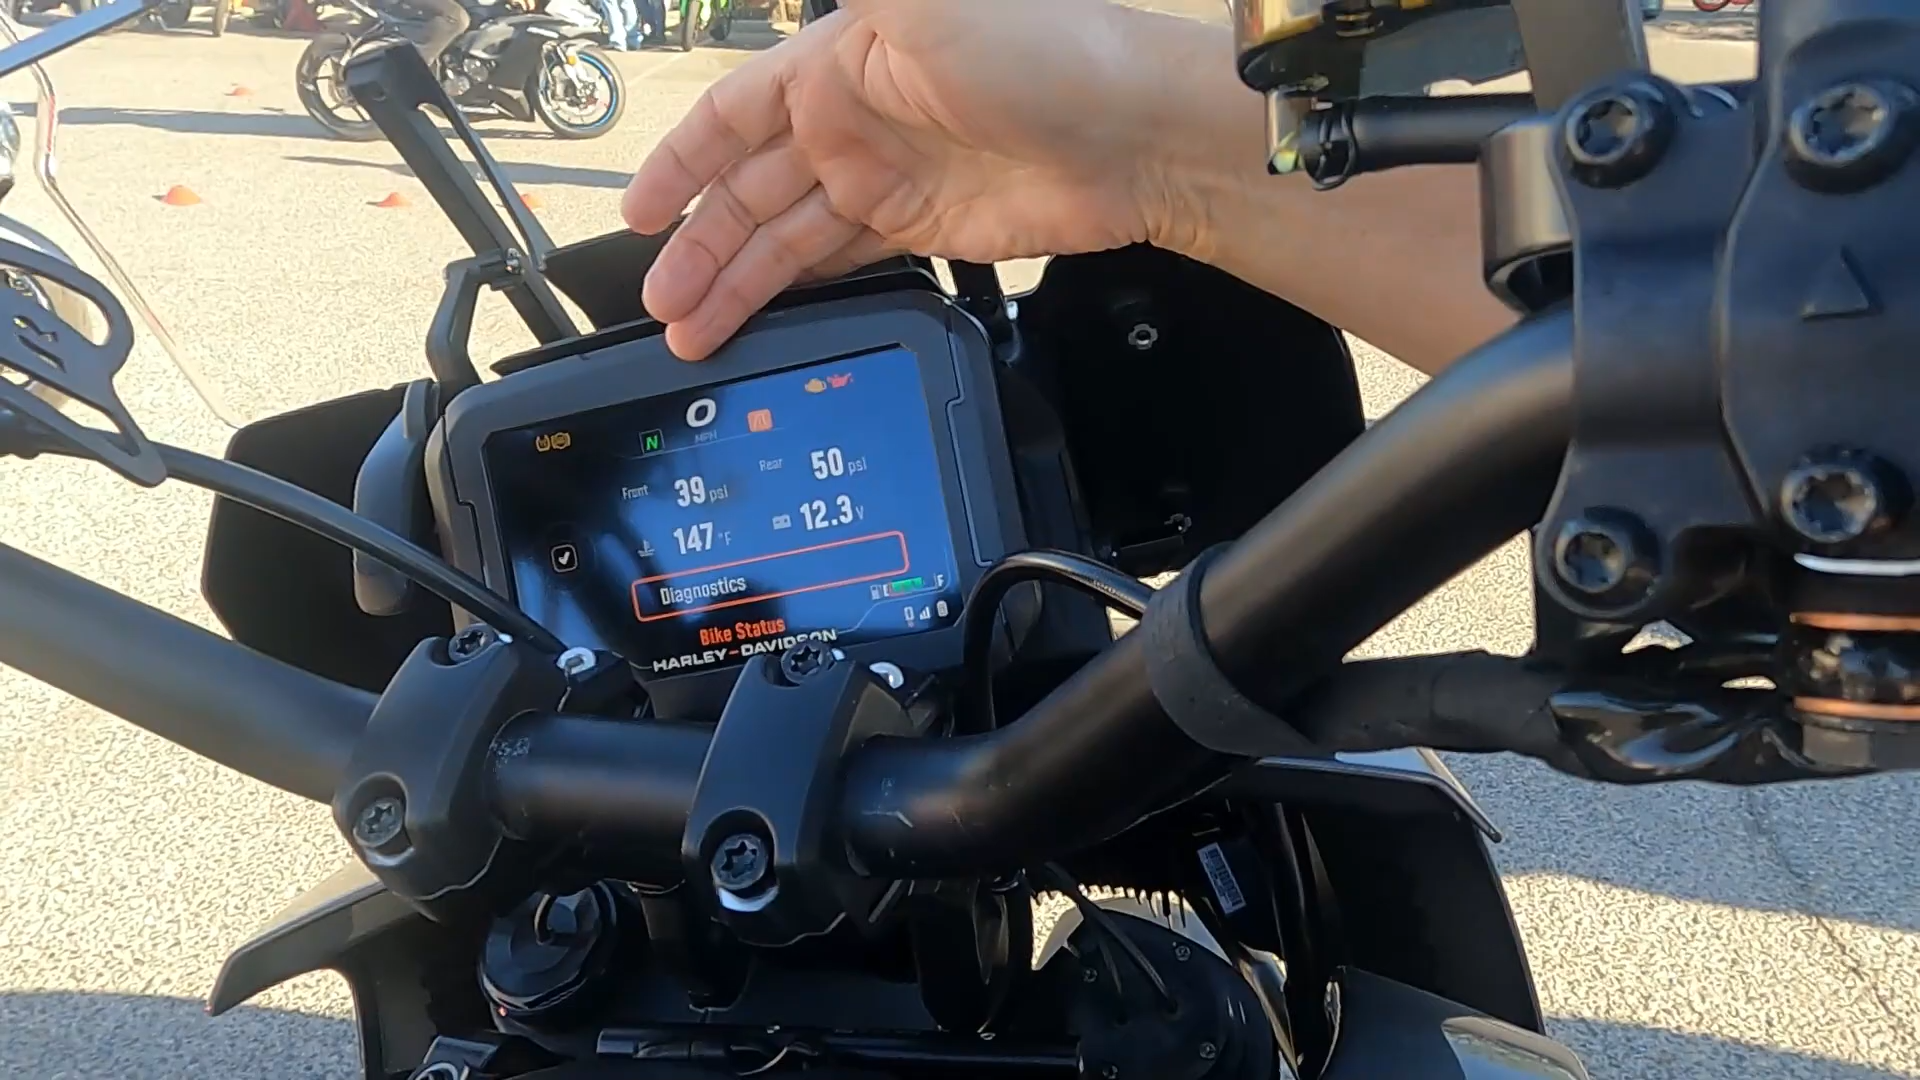 0
MPH
N
Front 39 psi
Rear 50 psi
147 °F
12.3 V
Diagnostics
F
Bike Status
HARLEY-DAVIDSON